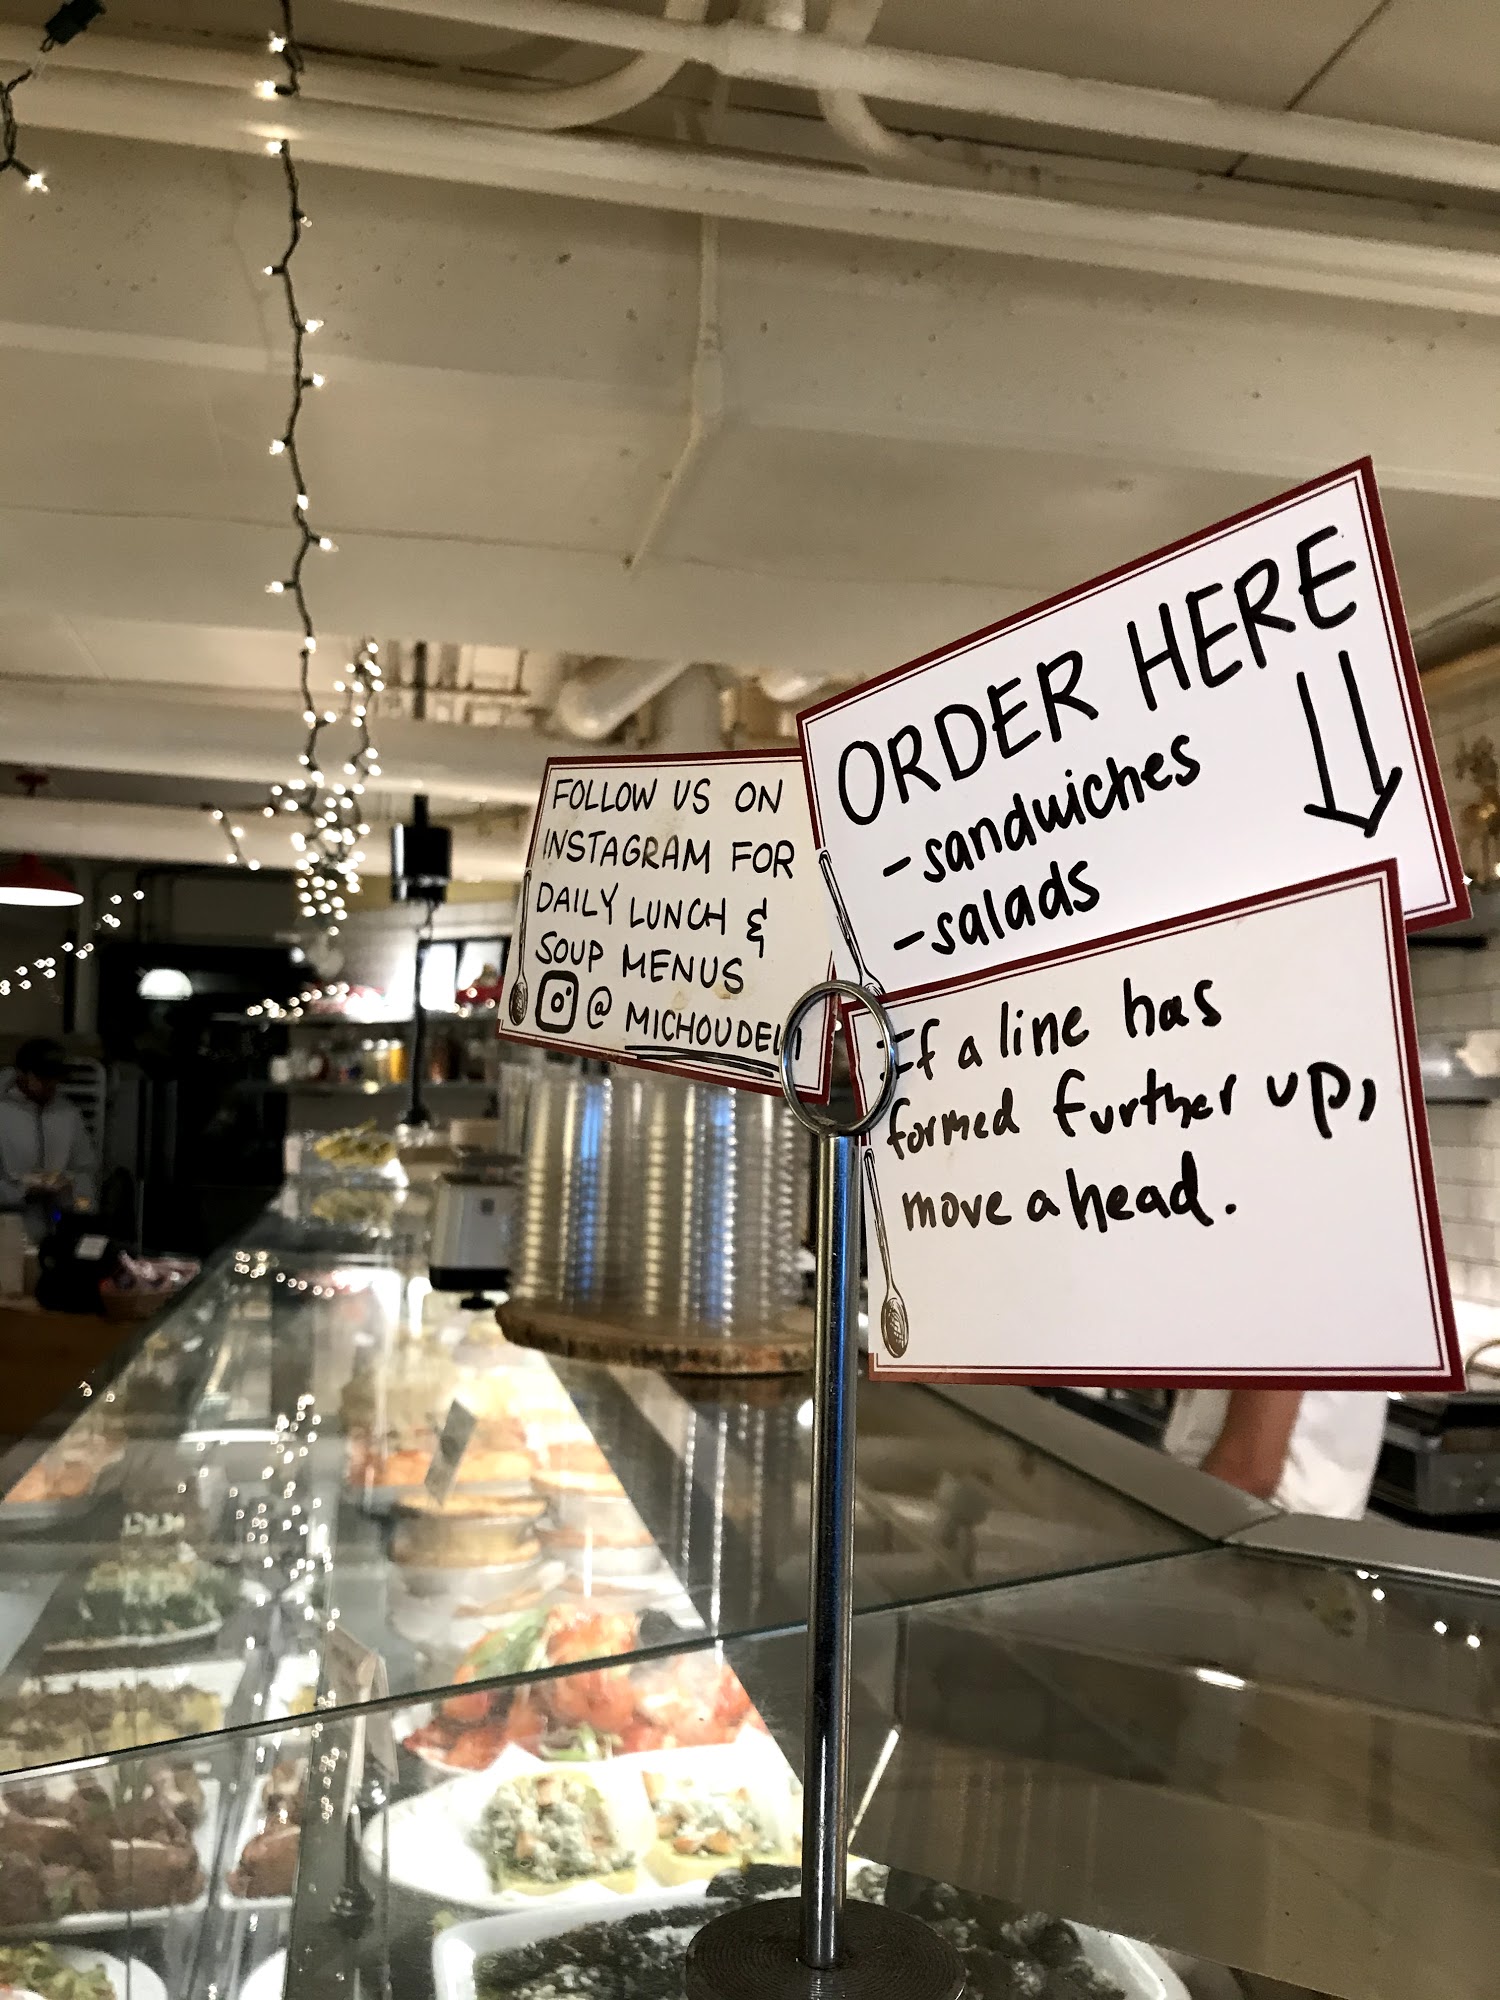 FOLLOW US ON
INSTAGRAM FOR
DAILY LUNCH &
SOUP MENUS
@ MICHOUDELI
ORDER HERE
- sandwiches
- salads
If a line has
formed further up,
move ahead.